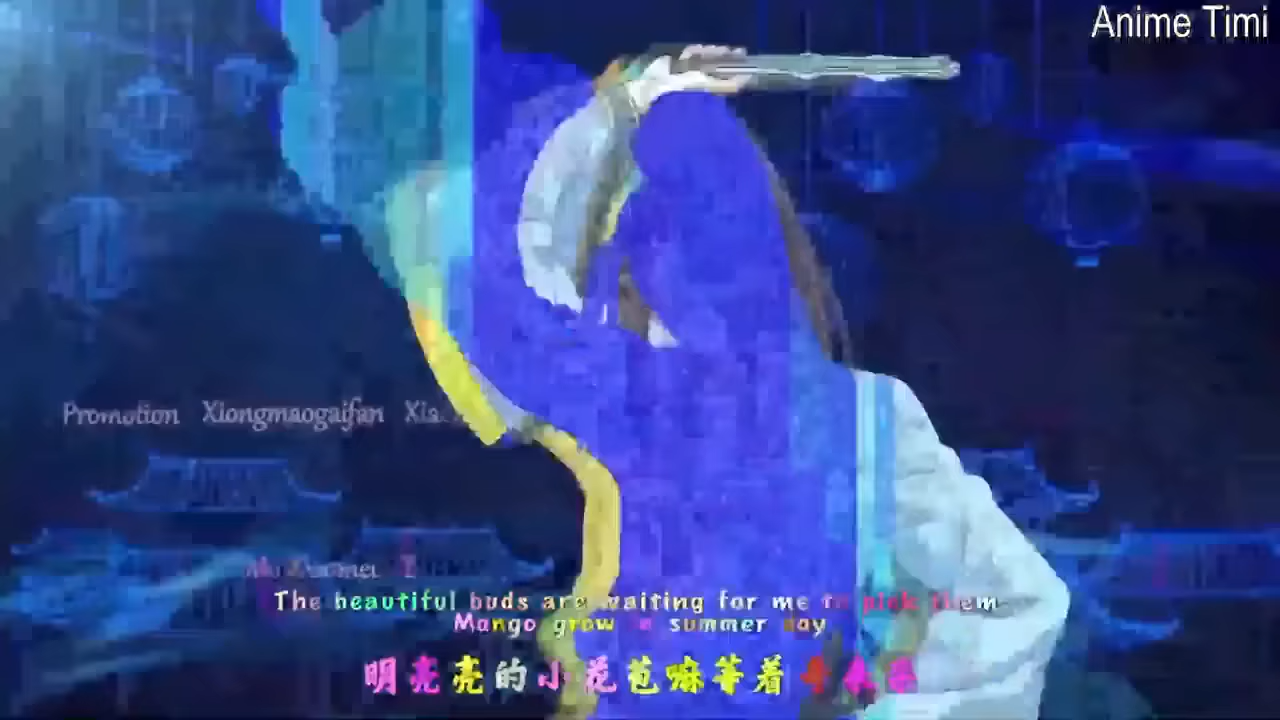 Anime Timi
Promotion Xiongmaogaifan
The beautiful buds are waiting for me to pick them
Mango grow summer day
明亮亮的小花苞嘛等着